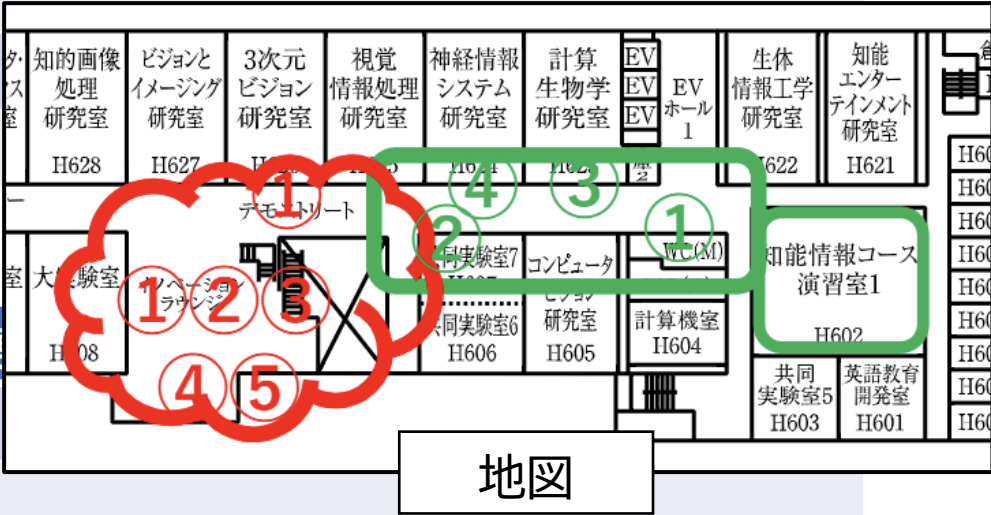 知的画像
処理
研究室
H628
ビジョンと
イメージング
研究室
H627
3次元
ビジョン
研究室
視覚
情報処理
研究室
神経情報
システム
研究室
計算
生物学
研究室
EV
EV
EV
EV
ホール
1
生体
情報工学
研究室
H622
知能
エンター
テインメント
研究室
H621
①
④
③
②
①
デモストリート
大実験室
H608
イノベーション
ラウンジ
①
②
③
④
⑤
共同実験室7
H607
共同実験室6
H606
コンピュータ
ビジョン
研究室
H605
WC(M)
計算機室
H604
知能情報コース
演習室1
H602
共同
実験室5
H603
英語教育
開発室
H601
地図